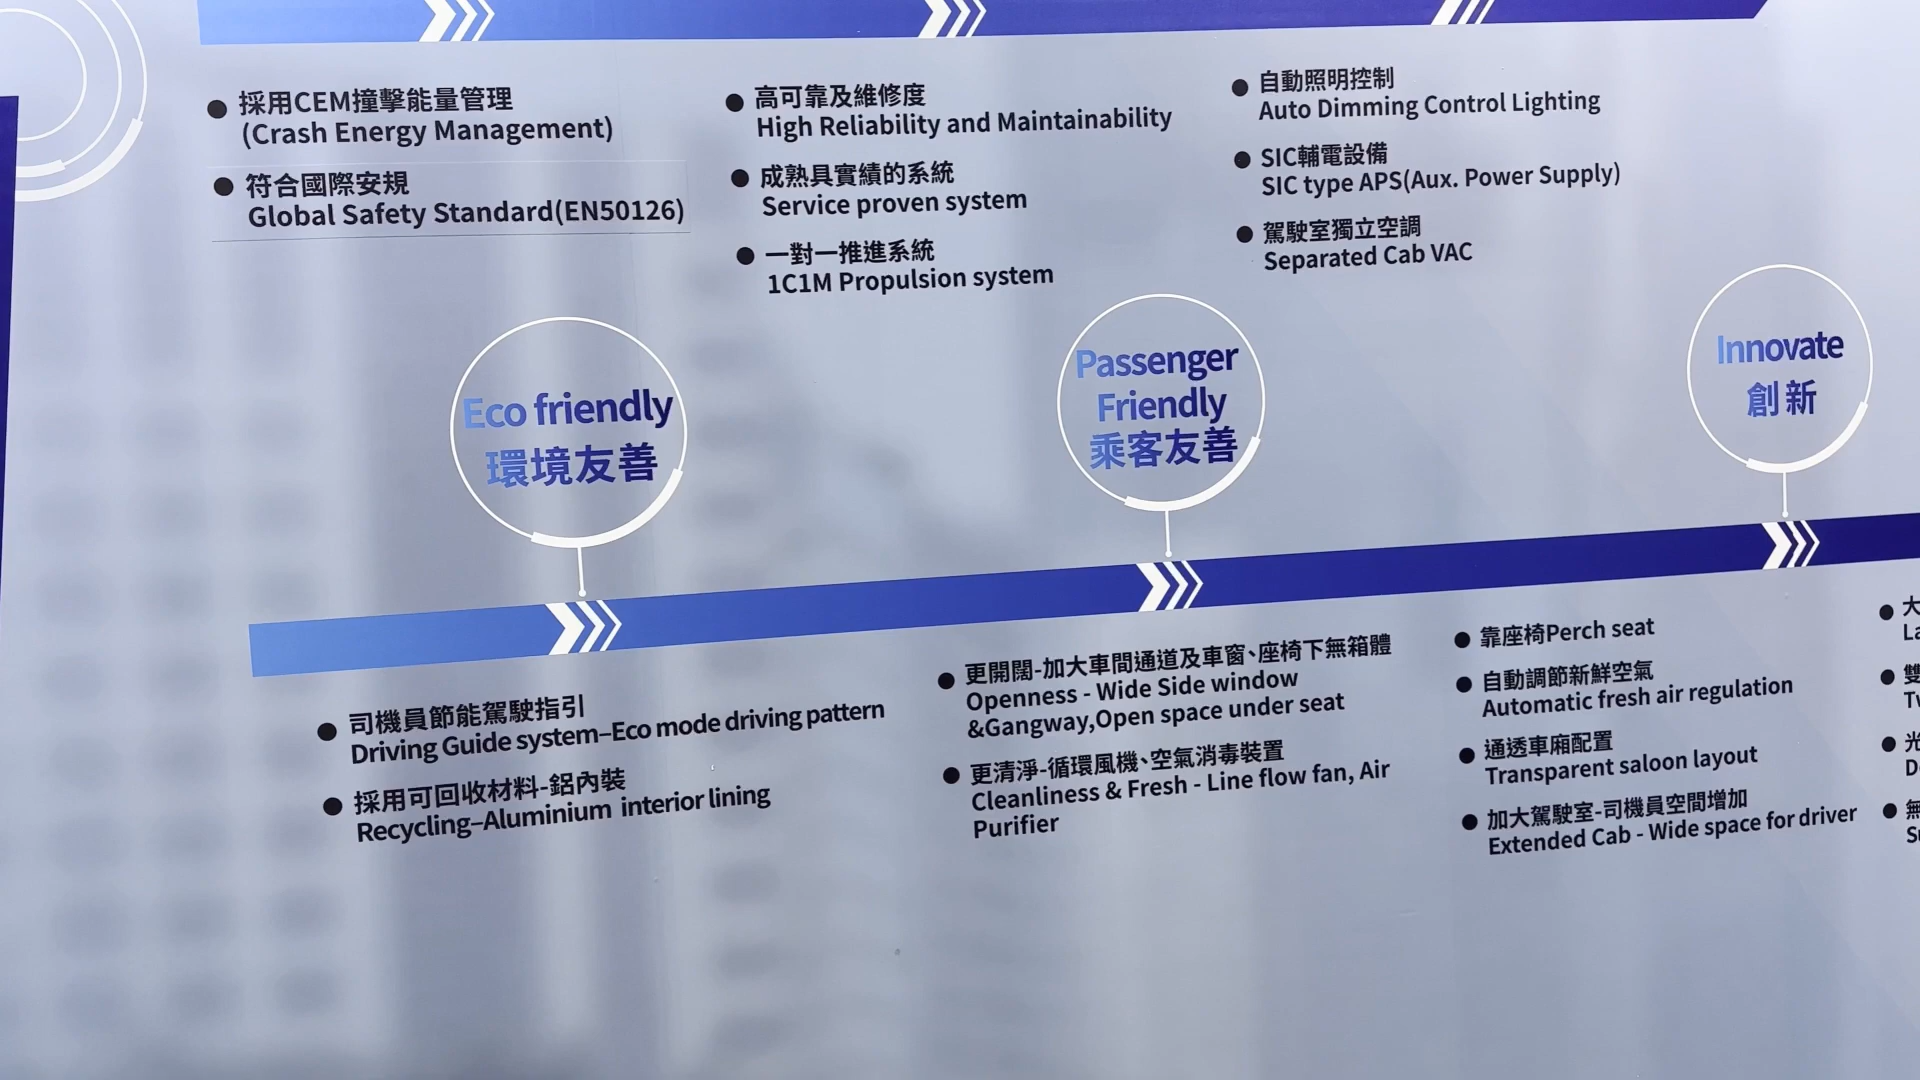 採用CEM撞擊能量管理
(Crash Energy Management)
符合國際安規
Global Safety Standard(EN50126)
高可靠及維修度
High Reliability and Maintainability
成熟具實績的系統
Service proven system
一對一推進系統
1C1M Propulsion system
自動照明控制
Auto Dimming Control Lighting
SIC輔電設備
SIC type APS(Aux. Power Supply)
駕駛室獨立空調
Separated Cab VAC
Eco friendly
環境友善
Passenger
Friendly
乘客友善
Innovate
創新
司機員節能駕駛指引
Driving Guide system–Eco mode driving pattern
採用可回收材料-鋁內裝
Recycling–Aluminium interior lining
更開闊-加大車間通道及車窗、座椅下無箱體
Openness - Wide Side window
&Gangway,Open space under seat
更清淨-循環風機、空氣消毒裝置
Cleanliness & Fresh - Line flow fan, Air
Purifier
靠座椅Perch seat
自動調節新鮮空氣
Automatic fresh air regulation
通透車廂配置
Transparent saloon layout
加大駕駛室-司機員空間增加
Extended Cab - Wide space for driver
大
雙
光
無